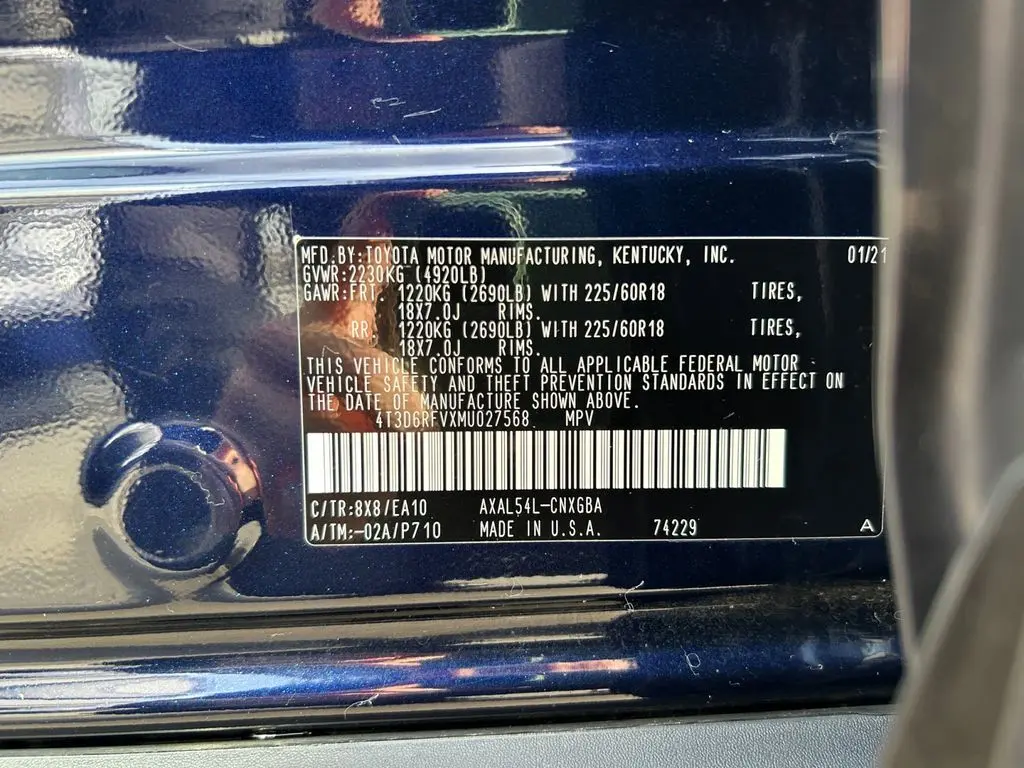 MFD.BY:TOYOTA MOTOR MANUFACTURING, KENTUCKY, INC. 01/21
GVWR:2230KG (4920LB)
GAWR:FRT. 1220KG (2690LB) WITH 225/60R18 TIRES,
18X7.0J RIMS.
RR. 1220KG (2690LB) WITH 225/60R18 TIRES,
18X7.0J RIMS.
THIS VEHICLE CONFORMS TO ALL APPLICABLE FEDERAL MOTOR
VEHICLE SAFETY AND THEFT PREVENTION STANDARDS IN EFFECT ON
THE DATE OF MANUFACTURE SHOWN ABOVE.
4T3D6RFVXMU027568 MPV
C/TR:8X8/EA10 AXAL54L-CNXGBA
A/TM:-02A/P710 MADE IN U.S.A. 74229 A